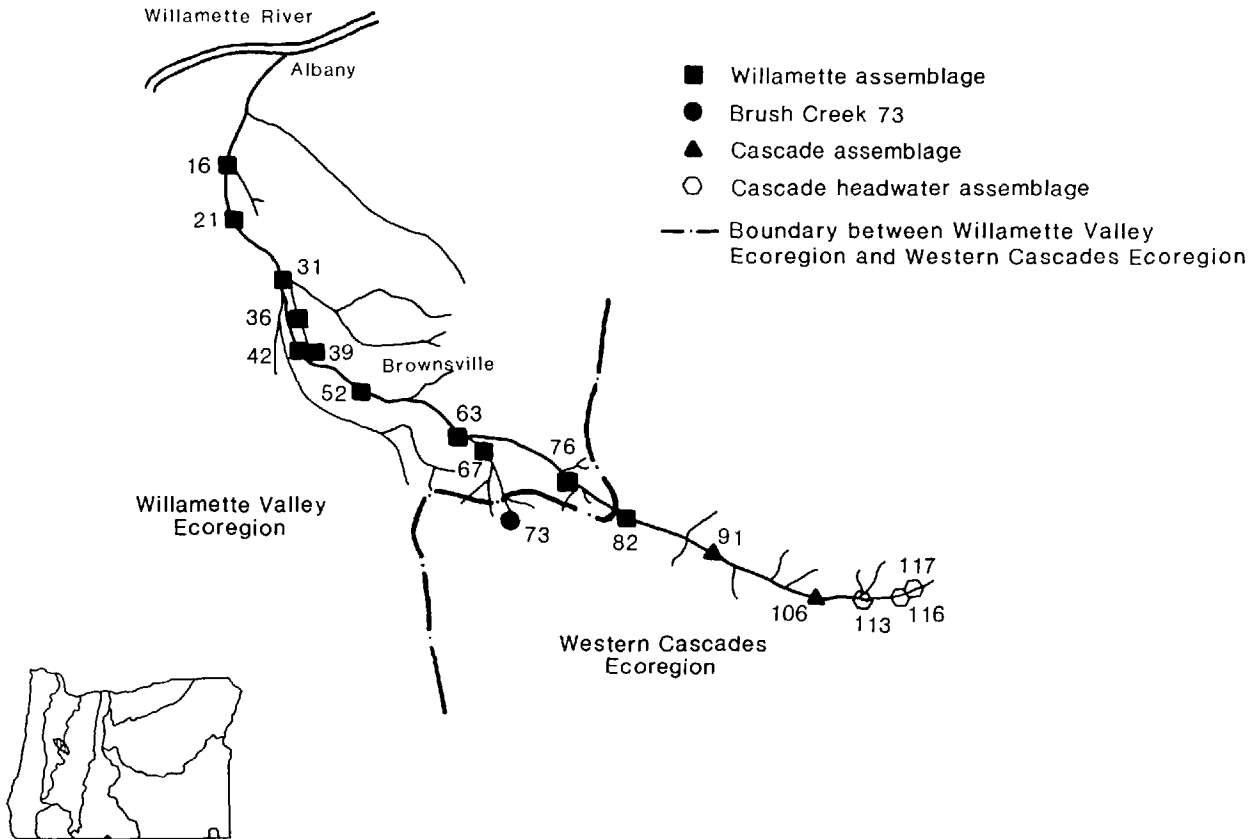 Willamette River
Albany
Willamette assemblage
Brush Creek 73
Cascade assemblage
Cascade headwater assemblage
Boundary between Willamette Valley
Ecoregion and Western Cascades Ecoregion
16
21
31
36
42
39
Brownsville
52
63
76
67
Willamette Valley
Ecoregion
73
82
91
117
106
113
116
Western Cascades
Ecoregion